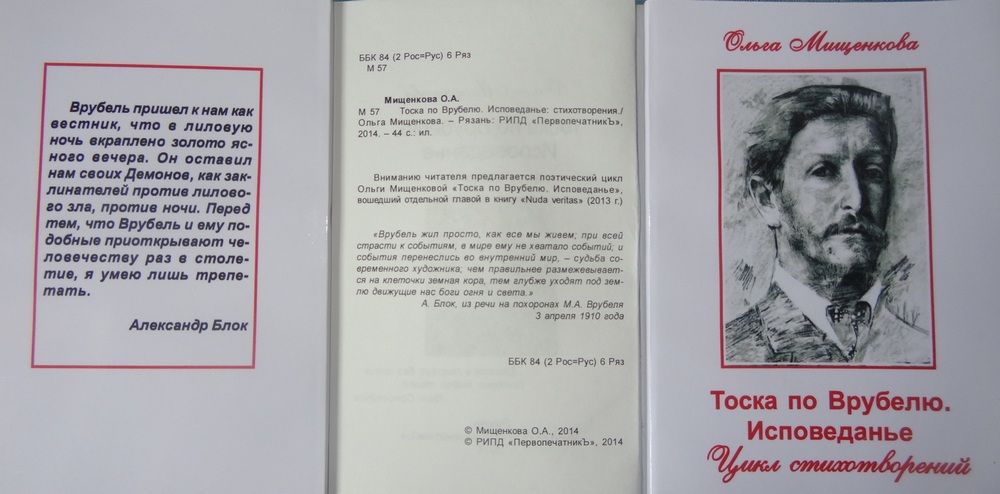 Врубель пришел к нам как
вестник, что в лиловую
ночь вкраплено золото яс-
ного вечера. Он оставил
нам своих Демонов, как зак-
линателей против лилово-
го зла, против ночи. Перед
тем, что Врубель и ему по-
добные приоткрывают че-
ловечеству раз в столе-
тие, я умею лишь трепе-
тать.
Александр Блок
ББК 84 (2 Рос=Рус) 6 Ряз
М 57
Мищенкова О.А.
М 57 Тоска по Врубелю. Исповеданье: стихотворения./
Ольга Мищенкова. – Рязань: РИПД «ПервопечатникЪ»,
2014. – 44 с.: ил.
Вниманию читателя предлагается поэтический цикл
Ольги Мищенковой «Тоска по Врубелю. Исповеданье»,
вошедший отдельной главой в книгу «Nuda veritas» (2013 г.)
«Врубель жил просто, как все мы живем; при всей
страсти к событиям, в мире ему не хватало событий; и
события перенеслись во внутренний мир, – судьба со-
временного художника, чем правильнее размежевывает-
ся на клеточки земная кора, тем глубже уходят под зем-
лю движущие нас боги огня и света.»
А. Блок, из речи на похоронах М.А. Врубеля
3 апреля 1910 года
ББК 84 (2 Рос=Рус) 6 Ряз
© Мищенкова О.А., 2014
© РИПД «ПервопечатникЪ», 2014
Ольга Мищенкова
Тоска по Врубелю.
Исповеданье
Цикл стихотворений